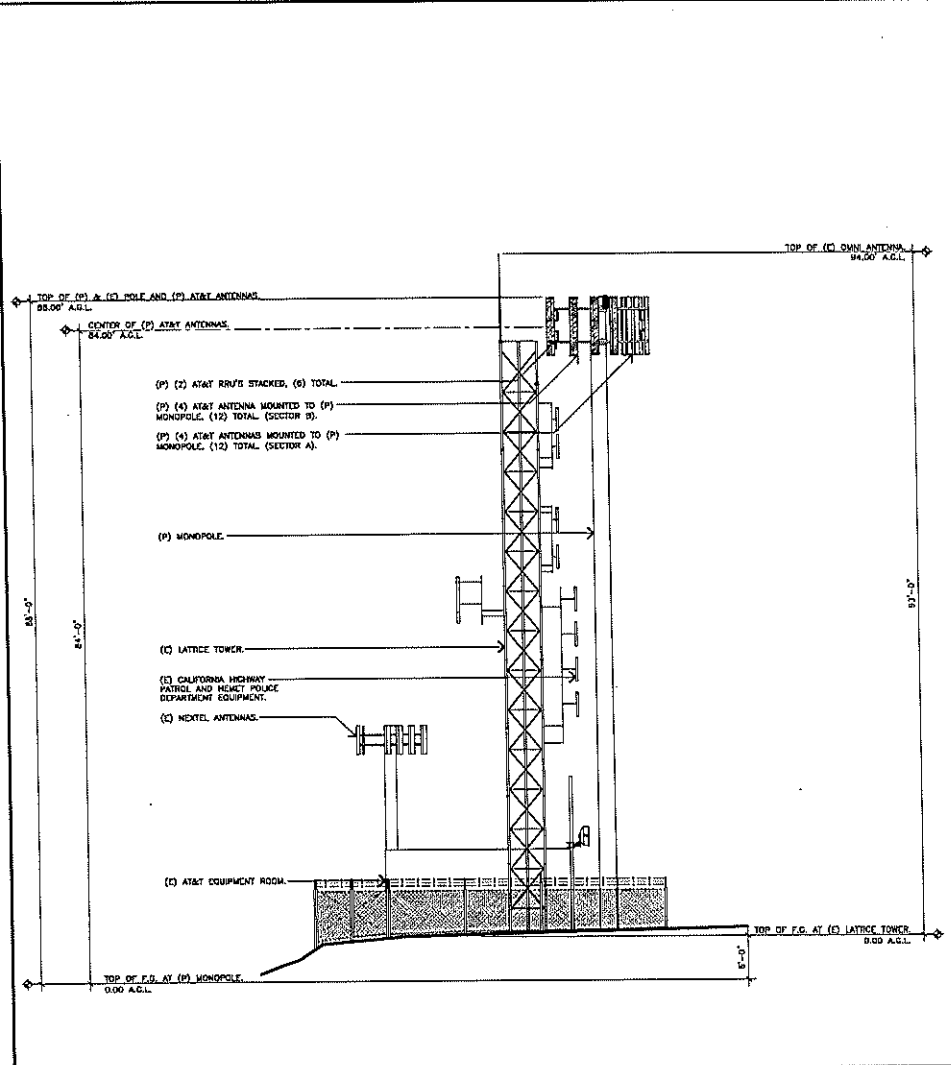 TOP OF (E) OMNI ANTENNA.
94.00' A.G.L.
TOP OF (P) & (E) POLE AND (P) AT&T ANTENNAS.
88.00' A.G.L.
CENTER OF (P) AT&T ANTENNAS.
84.00' A.G.L.
(P) (2) AT&T RRU'S STACKED, (6) TOTAL.
(P) (4) AT&T ANTENNA MOUNTED TO (P)
MONOPOLE, (12) TOTAL. (SECTOR B).
(P) (4) AT&T ANTENNAS MOUNTED TO (P)
MONOPOLE, (12) TOTAL. (SECTOR A).
(P) MONOPOLE.
88'-0"
84'-0"
93'-0"
(E) LATTICE TOWER.
(E) CALIFORNIA HIGHWAY
PATROL AND HEMET POLICE
DEPARTMENT EQUIPMENT.
(E) NEXTEL ANTENNAS.
(E) AT&T EQUIPMENT ROOM.
TOP OF F.G. AT (E) LATTICE TOWER.
0.00 A.G.L.
TOP OF F.G. AT (P) MONOPOLE.
0.00 A.G.L.